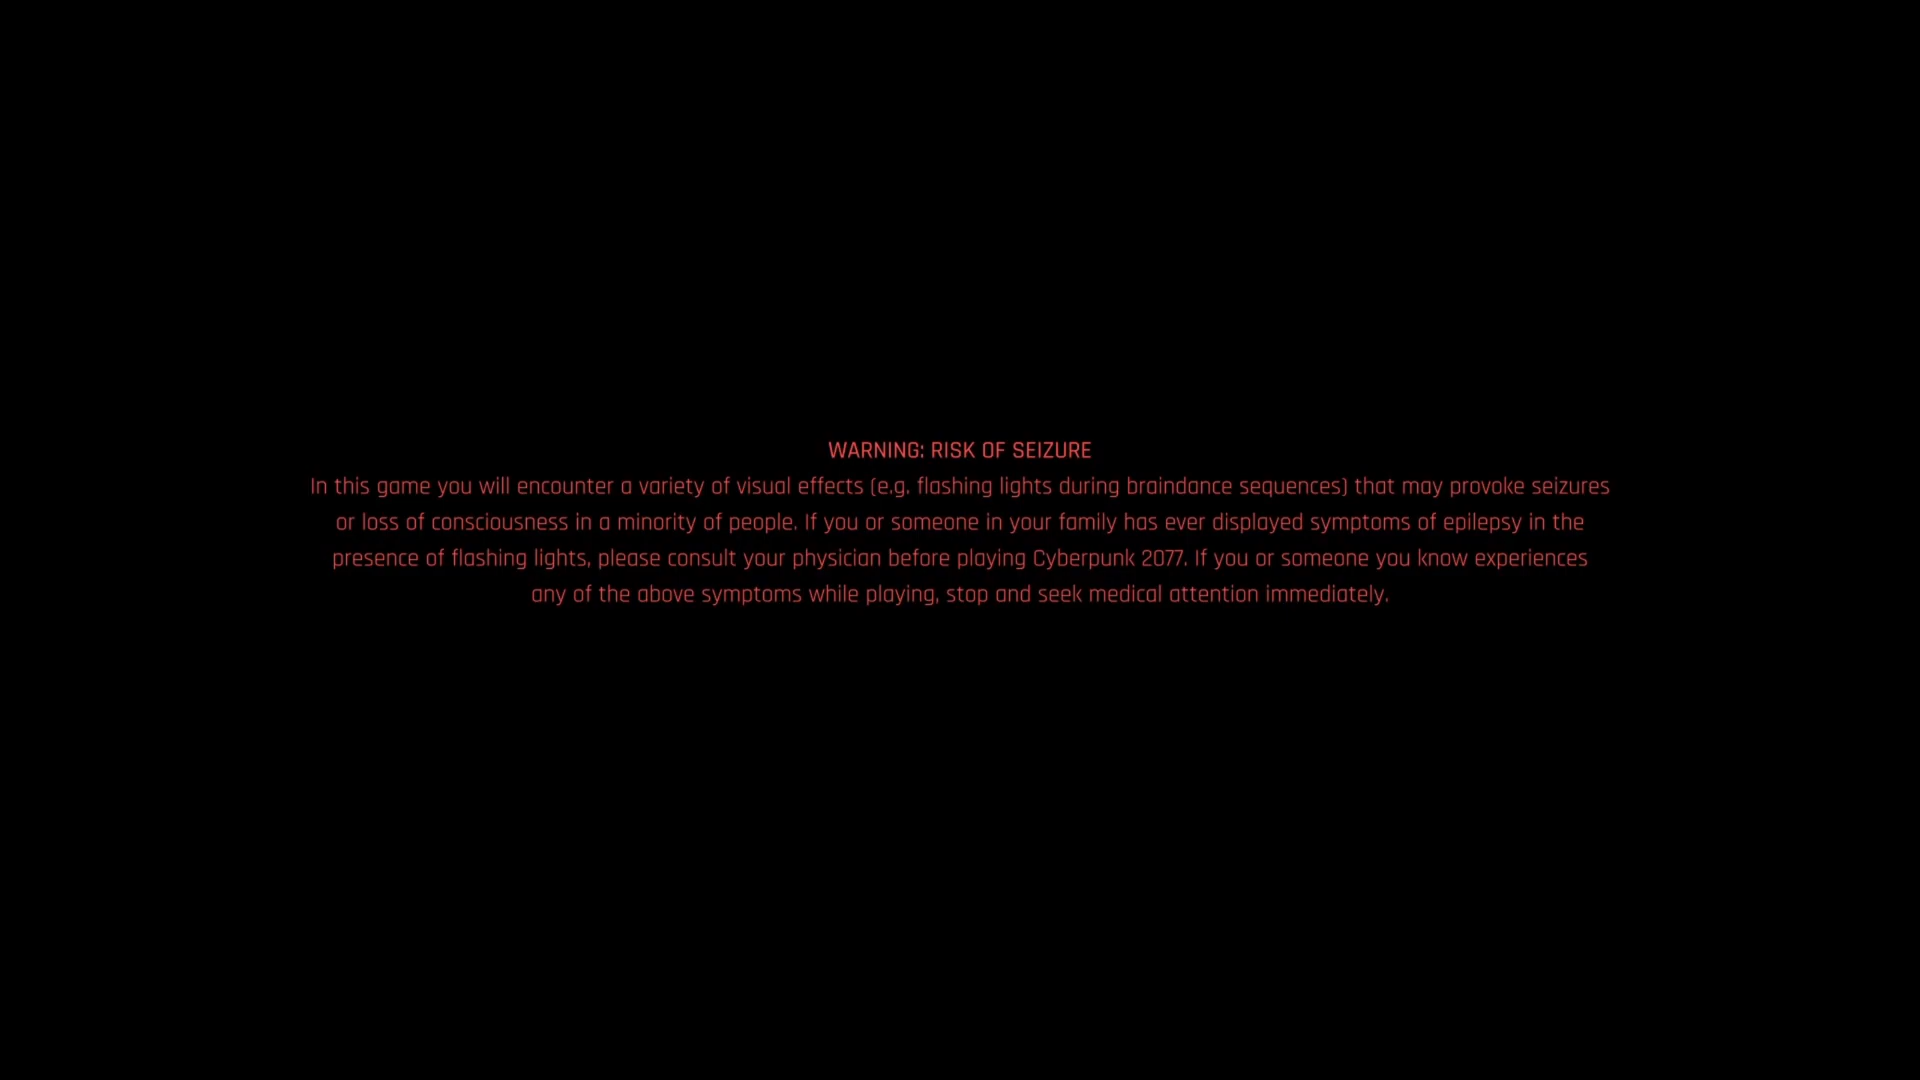 WARNING: RISK OF SEIZURE
In this game you will encounter a variety of visual effects (e.g. flashing lights during braindance sequences) that may provoke seizures
or loss of consciousness in a minority of people. If you or someone in your family has ever displayed symptoms of epilepsy in the
presence of flashing lights, please consult your physician before playing Cyberpunk 2077. If you or someone you know experiences
any of the above symptoms while playing, stop and seek medical attention immediately.